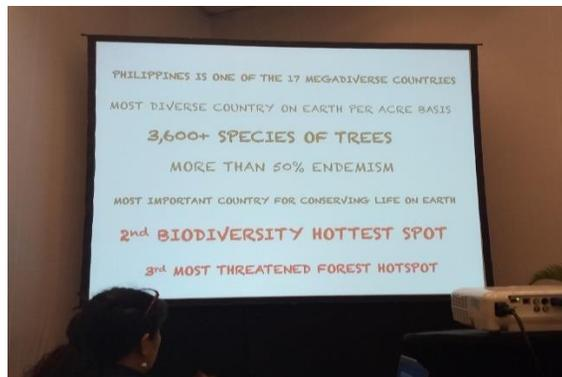 PHILIPPINES IS ONE OF THE 17 MEGADIVERSE COUNTRIES
MOST DIVERSE COUNTRY ON EARTH PER ACRE BASIS
3,600+ SPECIES OF TREES
MORE THAN 50% ENDEMISM
MOST IMPORTANT COUNTRY FOR CONSERVING LIFE ON EARTH
2nd BIODIVERSITY HOTTEST SPOT
3rd MOST THREATENED FOREST HOTSPOT